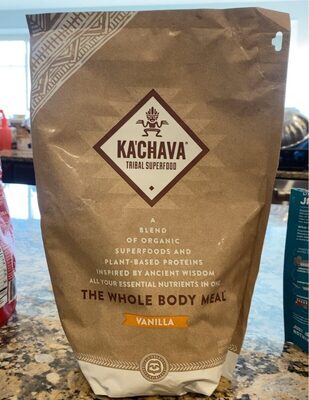 KA'CHAVA®
TRIBAL SUPERFOOD
A
BLEND
OF ORGANIC
SUPERFOODS AND
PLANT-BASED PROTEINS
INSPIRED BY ANCIENT WISDOM
ALL YOUR ESSENTIAL NUTRIENTS IN ONE
THE WHOLE BODY MEAL
VANILLA